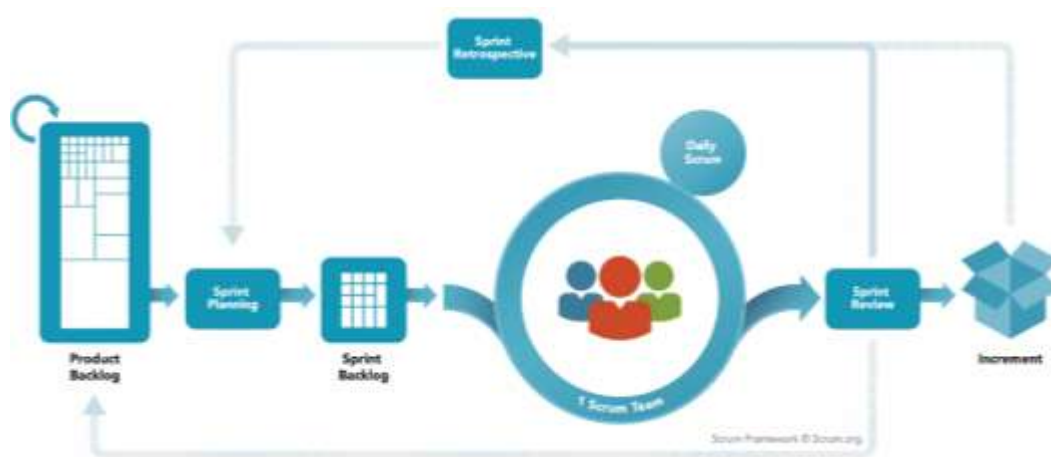 Sprint
Retrospective
Daily
Scrum
Sprint
Planning
Sprint
Review
Product
Backlog
Sprint
Backlog
Increment
1 Scrum Team
Scrum Framework © Scrum.org